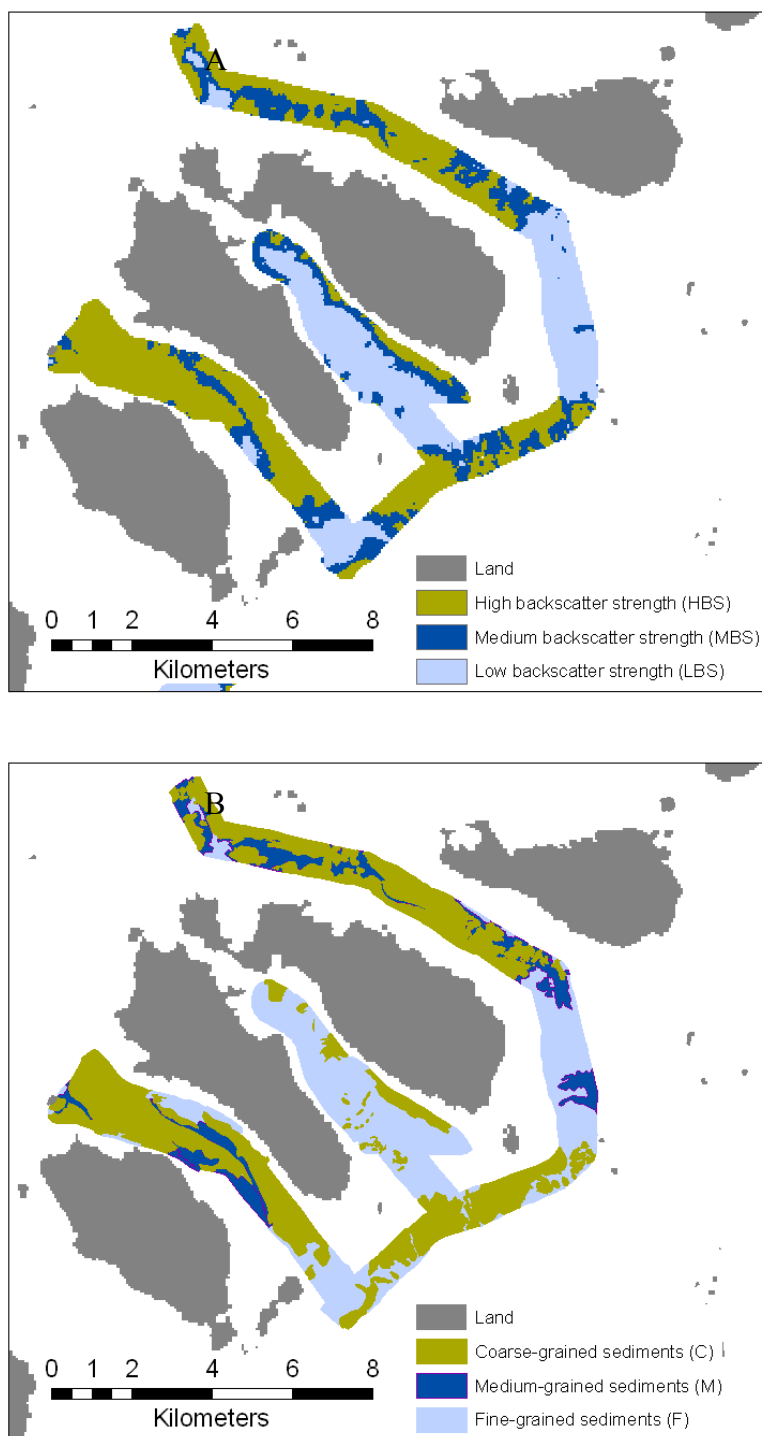 A
Land
High backscatter strength (HBS)
0 1 2 4 6 8
Medium backscatter strength (MBS)
Kilometers
Low backscatter strength (LBS)
B
Land
Coarse-grained sediments (C)
0 1 2 4 6 8
Medium-grained sediments (M)
Kilometers
Fine-grained sediments (F)